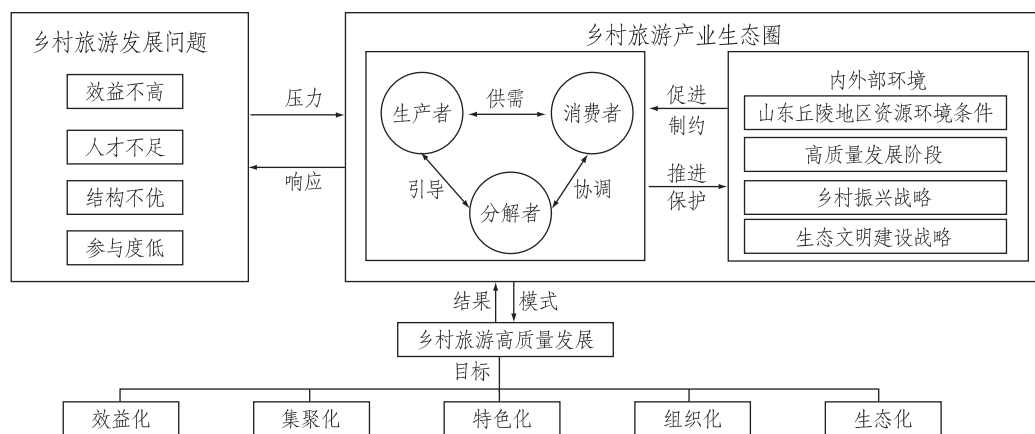 乡村旅游发展问题
效益不高
人才不足
结构不优
参与度低
压力
响应
乡村旅游产业生态圈
生产者
供需
消费者
引导
协调
分解者
促进
制约
推进
保护
内外部环境
山东丘陵地区资源环境条件
高质量发展阶段
乡村振兴战略
生态文明建设战略
结果
模式
乡村旅游高质量发展
目标
效益化
集聚化
特色化
组织化
生态化